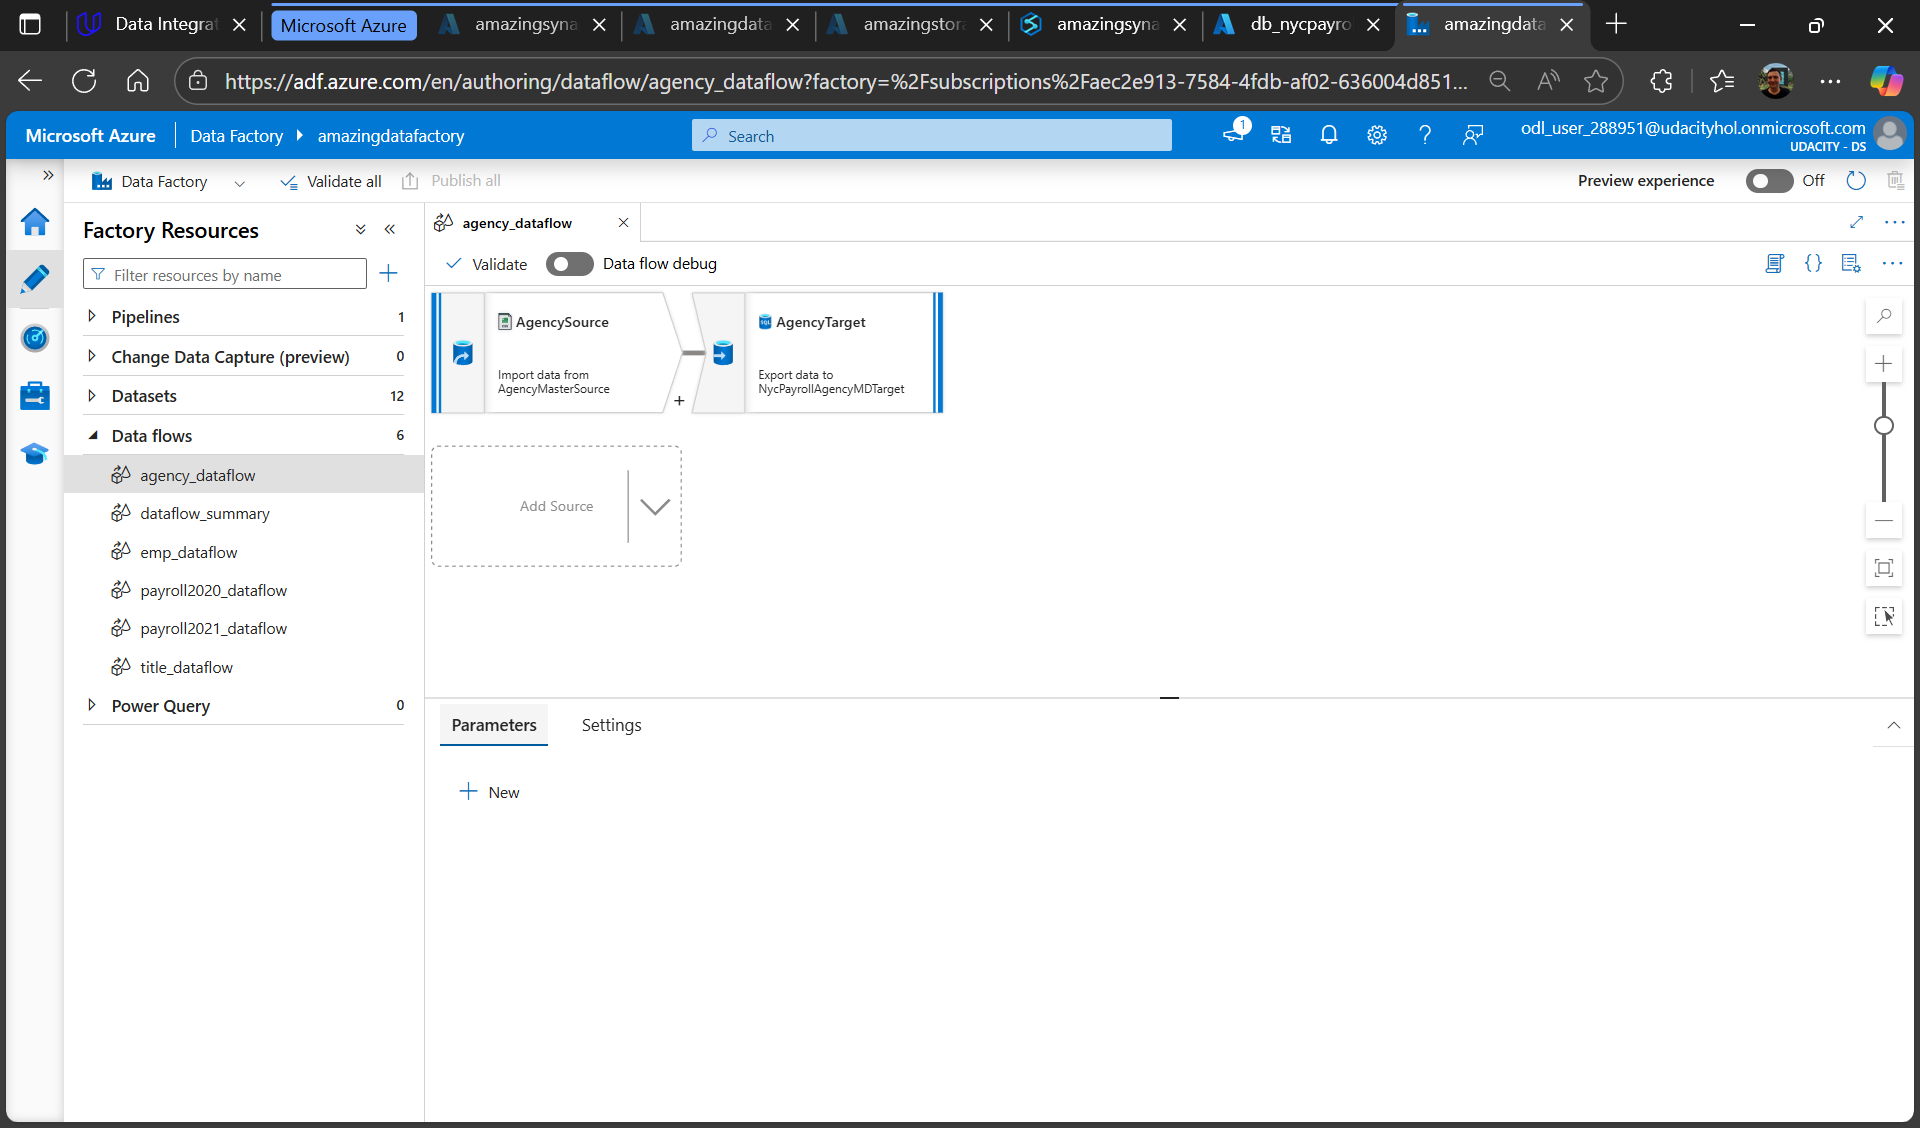 Data Integrat
Microsoft Azure
amazingsyna
amazingdata
amazingstora
amazingsyna
db_nycpayro
amazingdata
https://adf.azure.com/en/authoring/dataflow/agency_dataflow?factory=%2Fsubscriptions%2Faec2e913-7584-4fdb-af02-636004d851...
Microsoft Azure
Data Factory
amazingdatafactory
Search
1
odl_user_288951@udacityhol.onmicrosoft.com
UDACITY - DS
Data Factory
Validate all
Publish all
Preview experience
Off
Factory Resources
Filter resources by name
Pipelines 1
Change Data Capture (preview) 0
Datasets 12
Data flows 6
agency_dataflow
dataflow_summary
emp_dataflow
payroll2020_dataflow
payroll2021_dataflow
title_dataflow
Power Query 0
agency_dataflow
Validate
Data flow debug
AgencySource
Import data from
AgencyMasterSource
AgencyTarget
Export data to
NycPayrollAgencyMDTarget
Add Source
Parameters
Settings
New